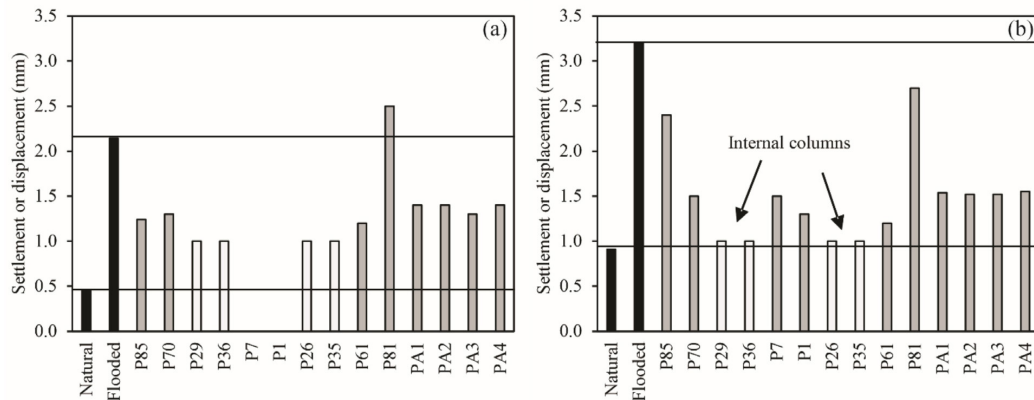 (a)
Settlement or displacement (mm)
3.5
3.0
2.5
2.0
1.5
1.0
0.5
0.0
Natural
Flooded
P85
P70
P29
P36
P7
P1
P26
P35
P61
P81
PA1
PA2
PA3
PA4
(b)
Settlement or displacement (mm)
3.5
3.0
2.5
2.0
1.5
1.0
0.5
0.0
Internal columns
Natural
Flooded
P85
P70
P29
P36
P7
P1
P26
P35
P61
P81
PA1
PA2
PA3
PA4